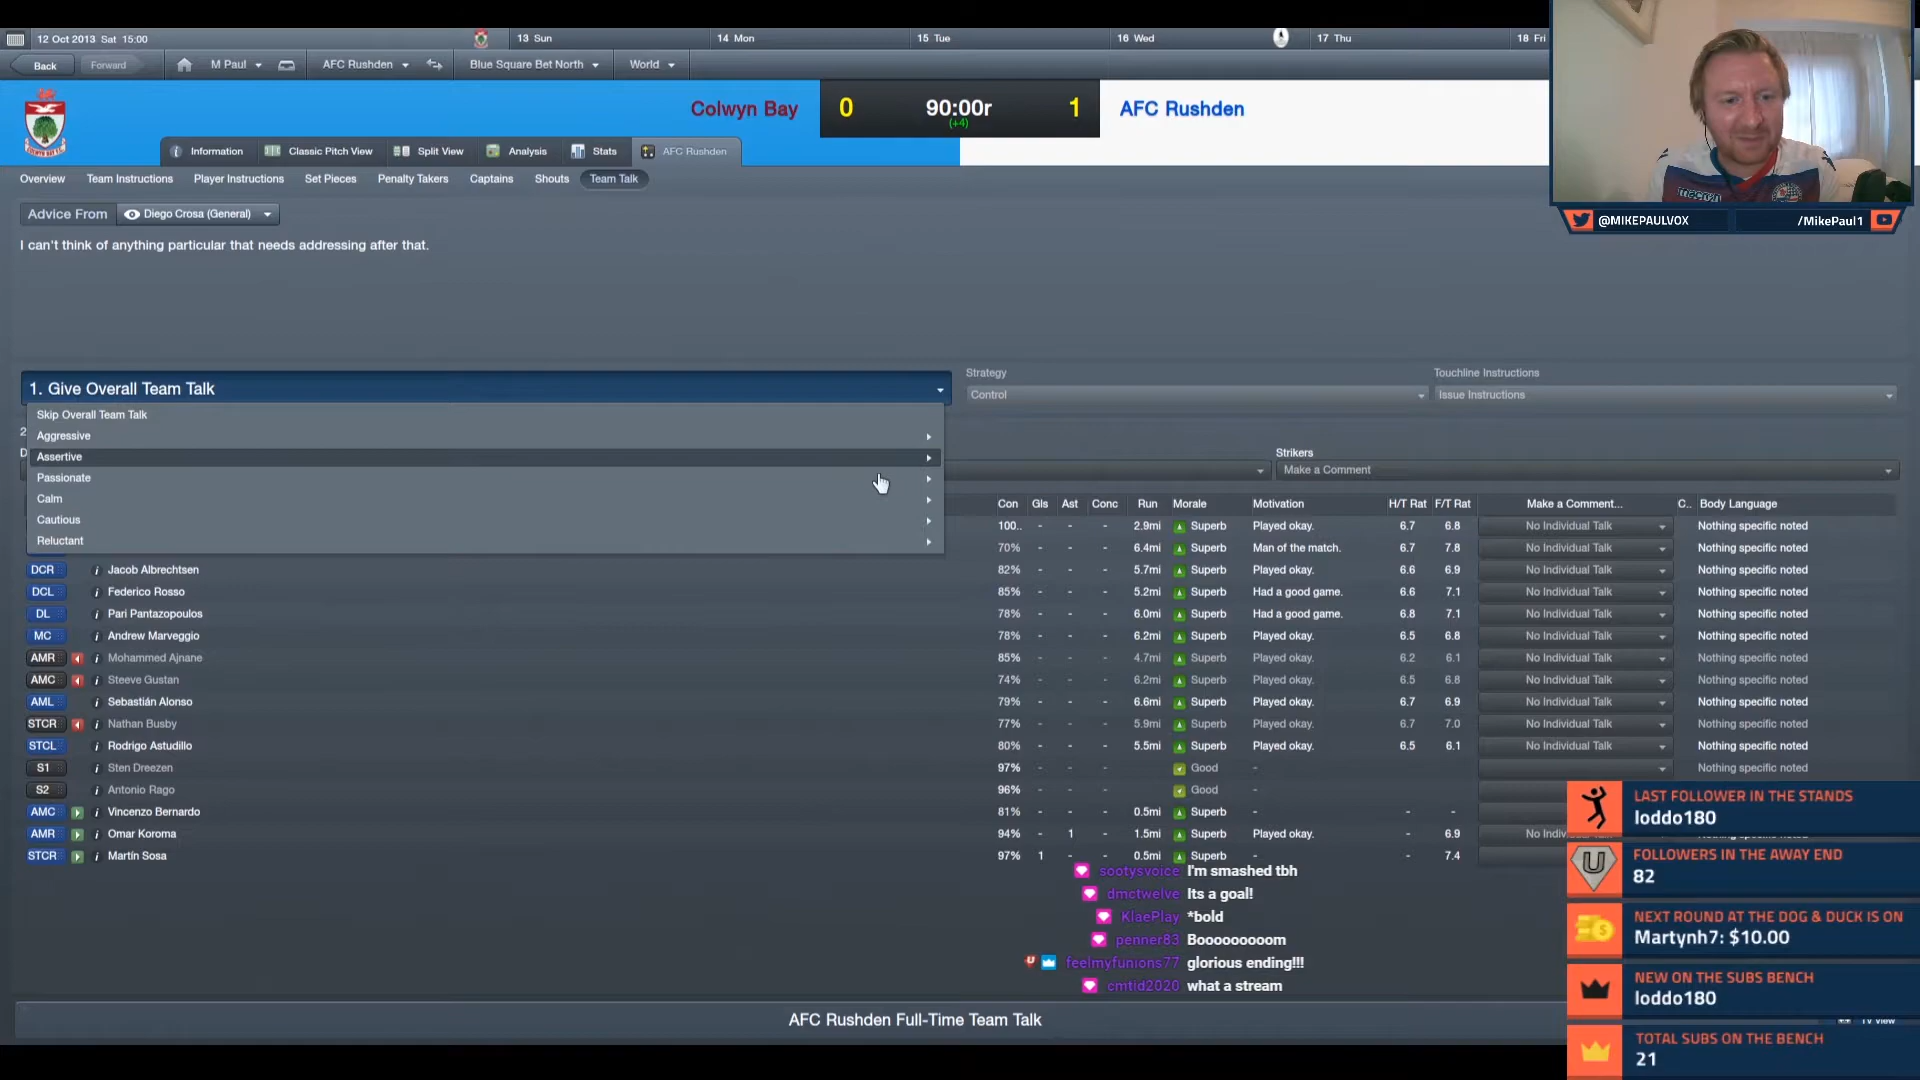 12 Oct 2013 Sat 15:00 13 Sun 14 Mon 15 Tue 16 Wed 17 Thu 18 Fri
Back Forward M Paul AFC Rushden Blue Square Bet North World
Colwyn Bay 0 90:00r 1 AFC Rushden
(+4)
Information Classic Pitch View Split View Analysis Stats AFC Rushden
Overview Team Instructions Player Instructions Set Pieces Penalty Takers Captains Shouts Team Talk
@MIKEPAULVOX /MikePaul1
Advice From Diego Crosa (General)
I can't think of anything particular that needs addressing after that.
1. Give Overall Team Talk
Strategy Touchline Instructions
Control Issue Instructions
Skip Overall Team Talk
Aggressive
Assertive
Passionate
Calm
Cautious
Reluctant
Strikers
Make a Comment
Con Gls Ast Conc Run Morale Motivation H/T Rat F/T Rat Make a Comment... C.. Body Language
100.. - - - 2.9mi Superb Played okay. 6.7 6.8 No Individual Talk Nothing specific noted
70% - - - 6.4mi Superb Man of the match. 6.7 7.8 No Individual Talk Nothing specific noted
DCR i Jacob Albrechtsen 82% - - - 5.7mi Superb Played okay. 6.6 6.9 No Individual Talk Nothing specific noted
DCL i Federico Rosso 85% - - - 5.2mi Superb Had a good game. 6.6 7.1 No Individual Talk Nothing specific noted
DL i Pari Pantazopoulos 78% - - - 6.0mi Superb Had a good game. 6.8 7.1 No Individual Talk Nothing specific noted
MC i Andrew Marveggio 78% - - - 6.2mi Superb Played okay. 6.5 6.8 No Individual Talk Nothing specific noted
AMR i Mohammed Ajnane 85% - - - 4.7mi Superb Played okay. 6.2 6.1 No Individual Talk Nothing specific noted
AMC i Steeve Gustan 74% - - - 6.2mi Superb Played okay. 6.5 6.8 No Individual Talk Nothing specific noted
AML i Sebastián Alonso 79% - - - 6.6mi Superb Played okay. 6.7 6.9 No Individual Talk Nothing specific noted
STCR i Nathan Busby 77% - - - 5.9mi Superb Played okay. 6.7 7.0 No Individual Talk Nothing specific noted
STCL i Rodrigo Astudillo 80% - - - 5.5mi Superb Played okay. 6.5 6.1 No Individual Talk Nothing specific noted
S1 i Sten Dreezen 97% - - - Good - Nothing specific noted
S2 i Antonio Rago 96% - - - Good -
AMC i Vincenzo Bernardo 81% - - - 0.5mi Superb - - -
AMR i Omar Koroma 94% - 1 - 1.5mi Superb Played okay. - 6.9
STCR i Martín Sosa 97% 1 - - 0.5mi Superb - - 7.4
sootysvoice I'm smashed tbh
dmctwelve Its a goal!
KlaePlay *bold
penner83 Booooooooom
feelmyfunions77 glorious ending!!!
cmtid2020 what a stream
LAST FOLLOWER IN THE STANDS
loddo180
FOLLOWERS IN THE AWAY END
82
NEXT ROUND AT THE DOG & DUCK IS ON
Martynh7: $10.00
NEW ON THE SUBS BENCH
loddo180
TOTAL SUBS ON THE BENCH
21
AFC Rushden Full-Time Team Talk